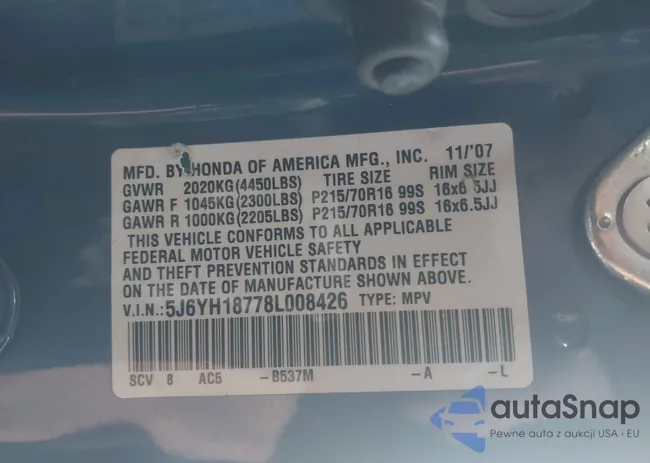 MFD. BY HONDA OF AMERICA MFG., INC. 11/'07
GVWR 2020KG(4450LBS) TIRE SIZE RIM SIZE
GAWR F 1045KG(2300LBS) P215/70R16 99S 16x6.5JJ
GAWR R 1000KG(2205LBS) P215/70R16 99S 16x6.5JJ
THIS VEHICLE CONFORMS TO ALL APPLICABLE
FEDERAL MOTOR VEHICLE SAFETY
AND THEFT PREVENTION STANDARDS IN EFFECT
ON THE DATE OF MANUFACTURE SHOWN ABOVE.
V.I.N.: 5J6YH18778L008426 TYPE: MPV
SCV 8 AC5 -B537M -A -L
autaSnap
Pewne auta z aukcji USA i EU